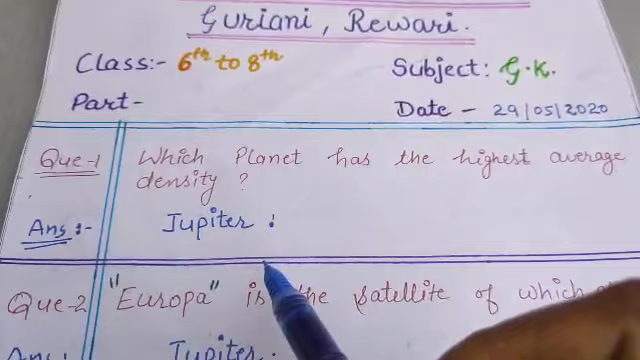 Guriani, Rewari.
Class:- 6th to 8th
Subject: G.K.
Part-
Date - 29/05/2020
Que-1 Which Planet has the highest average
density ?
Ans:- Jupiter :
Que-2 "Europa" is the satellite of which
Ans: Jupiter.